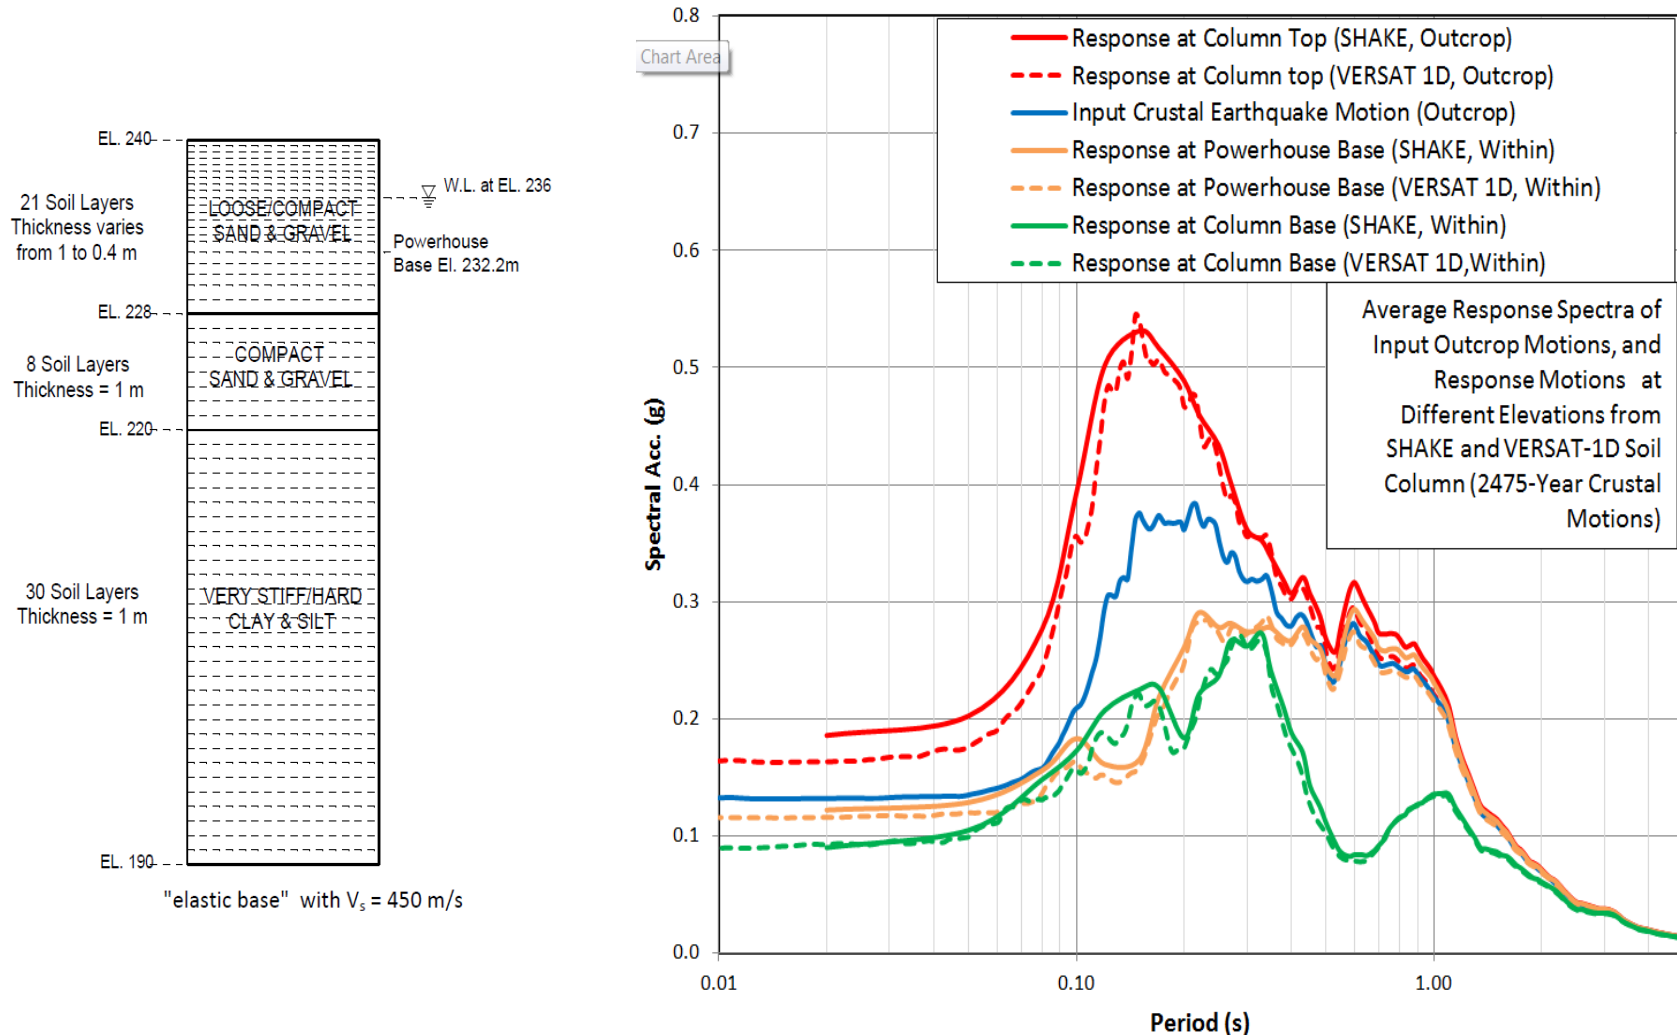 EL. 240
W.L. at EL. 236
21 Soil Layers
Thickness varies
from 1 to 0.4 m
LOOSE/COMPACT
SAND & GRAVEL
Powerhouse
Base El. 232.2m
EL. 228
8 Soil Layers
Thickness = 1 m
COMPACT
SAND & GRAVEL
EL. 220
30 Soil Layers
Thickness = 1 m
VERY STIFF/HARD
CLAY & SILT
EL. 190
"elastic base" with Vs = 450 m/s
Chart Area
Response at Column Top (SHAKE, Outcrop)
Response at Column top (VERSAT 1D, Outcrop)
Input Crustal Earthquake Motion (Outcrop)
Response at Powerhouse Base (SHAKE, Within)
Response at Powerhouse Base (VERSAT 1D, Within)
Response at Column Base (SHAKE, Within)
Response at Column Base (VERSAT 1D,Within)
Average Response Spectra of
Input Outcrop Motions, and
Response Motions at
Different Elevations from
SHAKE and VERSAT-1D Soil
Column (2475-Year Crustal
Motions)
Spectral Acc. (g)
0.8
0.7
0.6
0.5
0.4
0.3
0.2
0.1
0.0
0.01
0.10
1.00
Period (s)